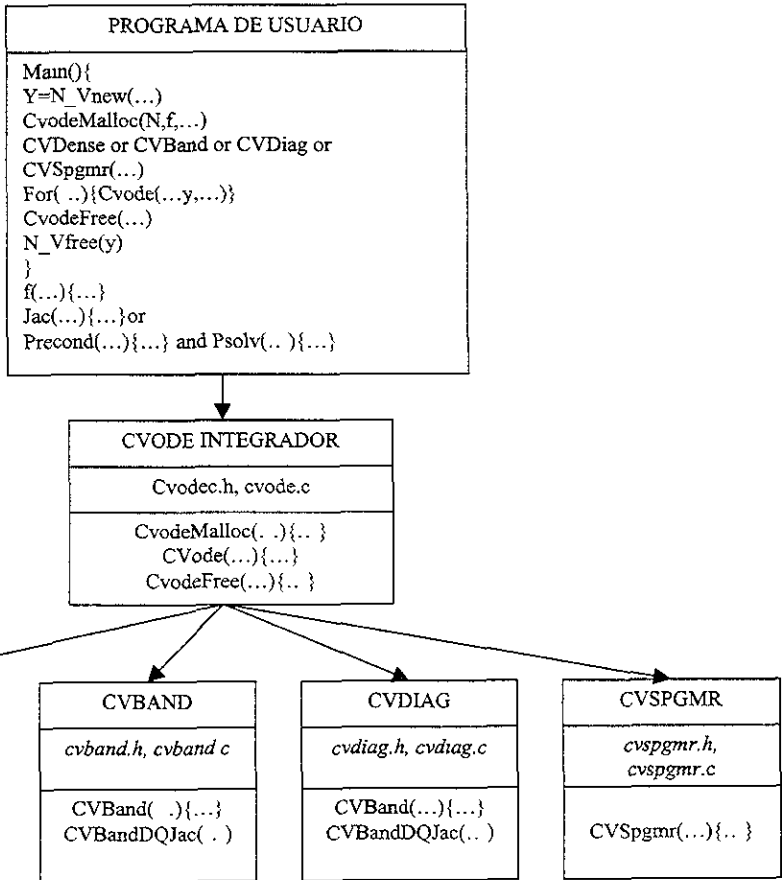 PROGRAMA DE USUARIO
Main(){
Y=N_Vnew(...)
CvodeMalloc(N,f,...)
CVDense or CVBand or CVDiag or
CVSpgmr(...)
For( ..){Cvode(...y,...)}
CvodeFree(...)
N_Vfree(y)
}
f(...){...}
Jac(...){...}or
Precond(...){...} and Psolv(.. ){...}
CVODE INTEGRADOR
Cvodec.h, cvode.c
CvodeMalloc(. .){.. }
CVode(...){...}
CvodeFree(...){.. }
CVBAND
cvband.h, cvband c
CVBand( .){...}
CVBandDQJac( . )
CVDIAG
cvdiag.h, cvdiag.c
CVBand(...){...}
CVBandDQJac(.. )
CVSPGMR
cvspgmr.h,
cvspgmr.c
CVSpgmr(...){.. }